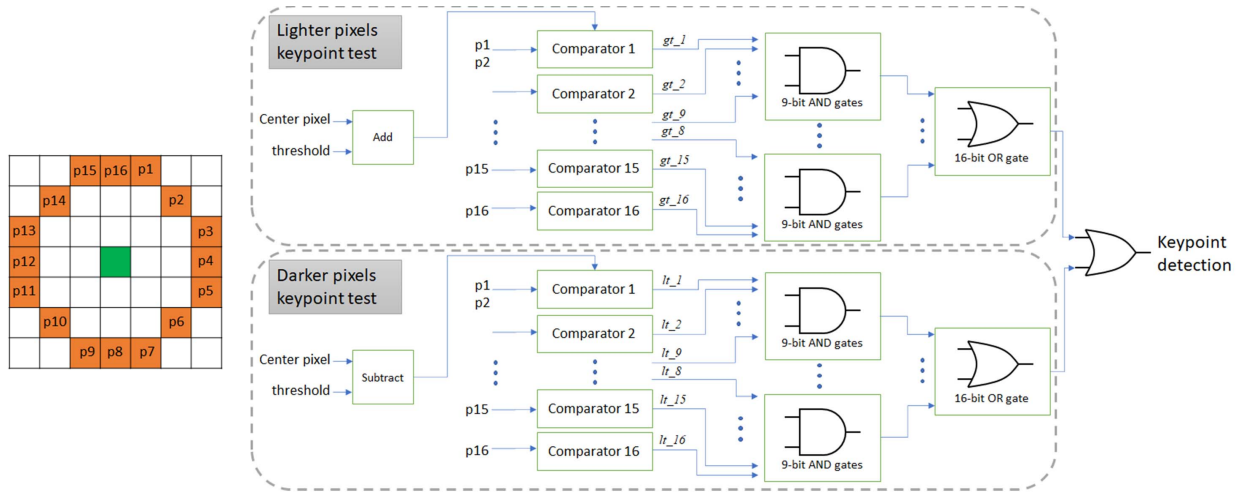 p15 p16 p1
p14 p2
p13 p3
p12 p4
p11 p5
p10 p6
p9 p8 p7
Lighter pixels
keypoint test
Center pixel
threshold
Add
p1
p2
p15
p16
Comparator 1
Comparator 2
Comparator 15
Comparator 16
gt_1
gt_2
gt_9
gt_8
gt_15
gt_16
9-bit AND gates
9-bit AND gates
16-bit OR gate
Darker pixels
keypoint test
Center pixel
threshold
Subtract
p1
p2
p15
p16
Comparator 1
Comparator 2
Comparator 15
Comparator 16
lt_1
lt_2
lt_9
lt_8
lt_15
lt_16
9-bit AND gates
9-bit AND gates
16-bit OR gate
Keypoint
detection